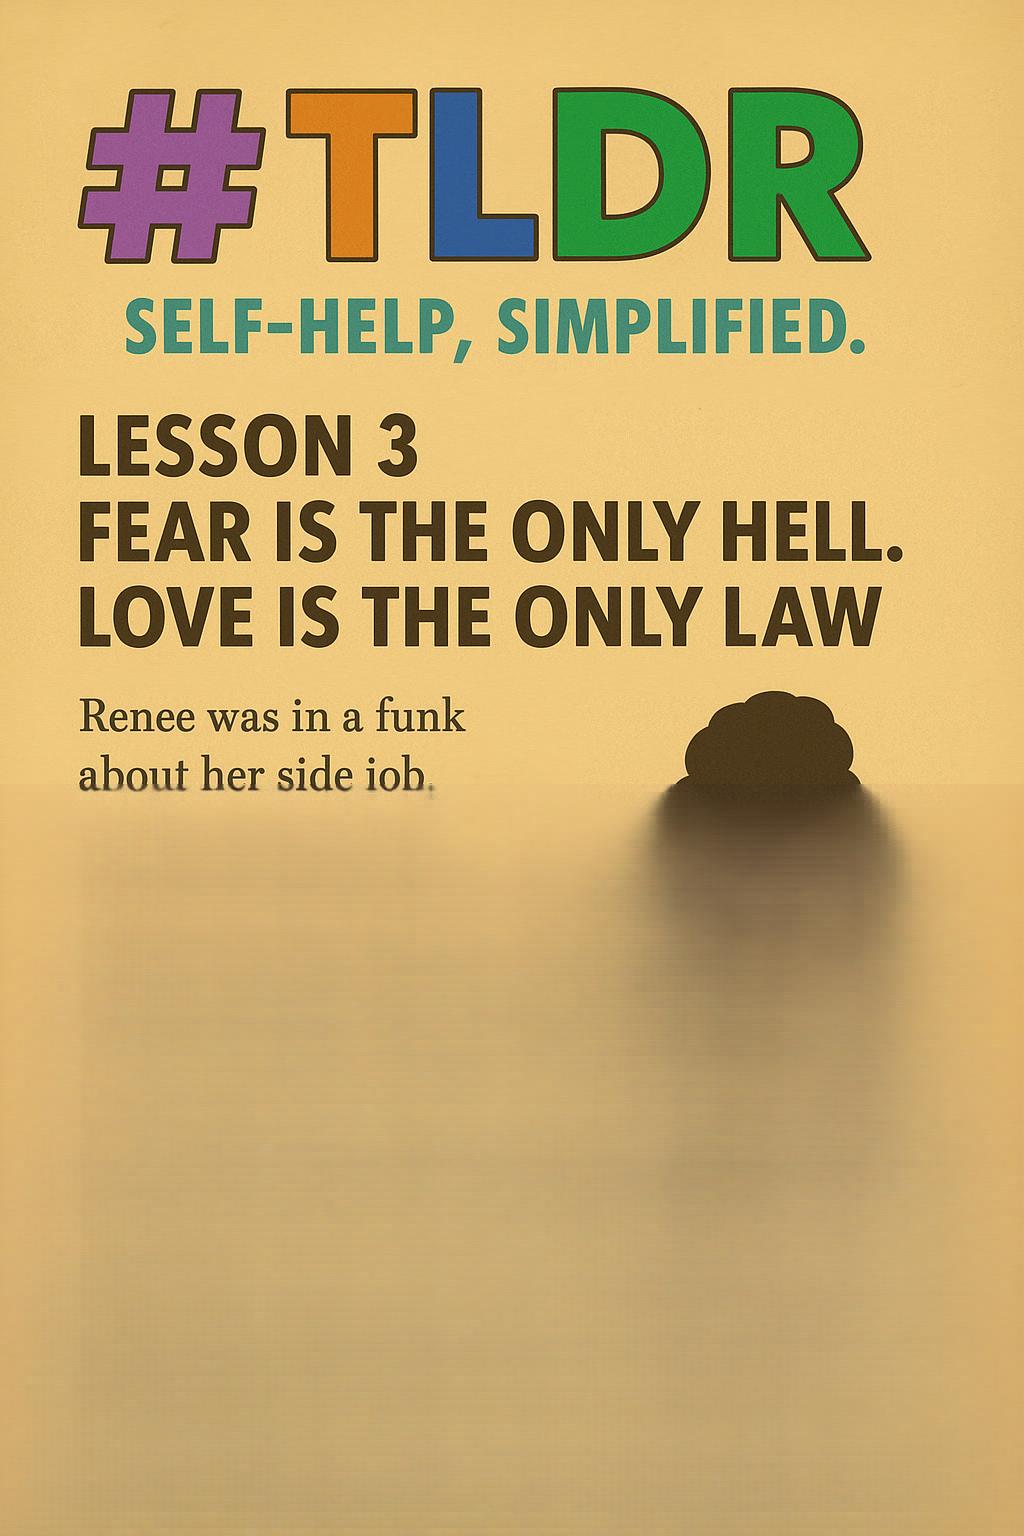 #TLDR
SELF-HELP, SIMPLIFIED.
LESSON 3
FEAR IS THE ONLY HELL.
LOVE IS THE ONLY LAW
Renee was in a funk
about her side job.